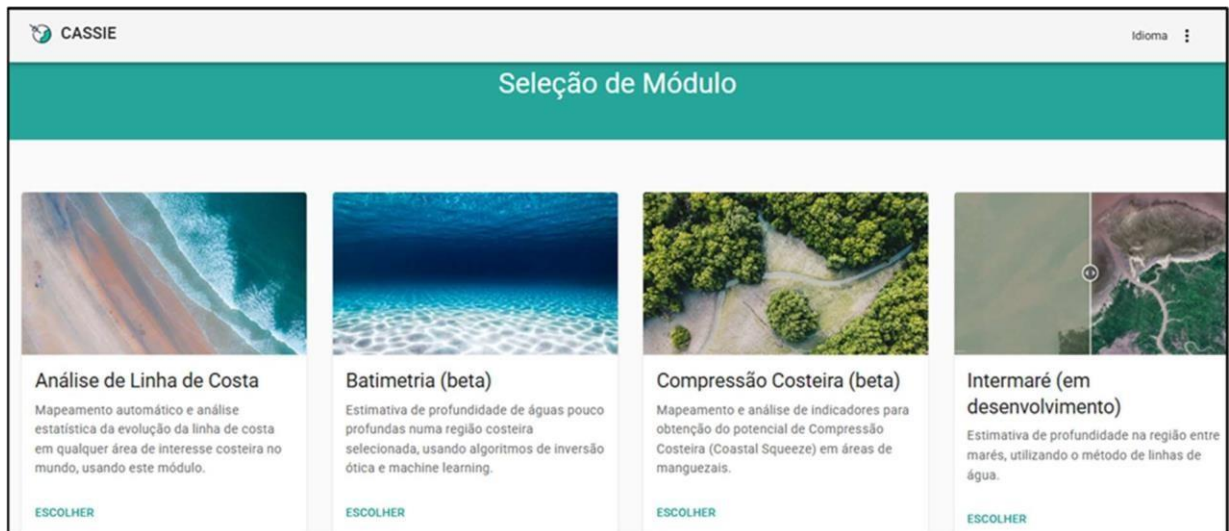 CASSIE
Idioma
Seleção de Módulo
Análise de Linha de Costa
Mapeamento automático e análise
estatística da evolução da linha de costa
em qualquer área de interesse costeiro no
mundo, usando este módulo.
ESCOLHER
Batimetria (beta)
Estimativa de profundidade de águas pouco
profundas numa região costeira
selecionada, usando algoritmos de inversão
ótica e machine learning.
ESCOLHER
Compressão Costeira (beta)
Mapeamento e análise de indicadores para
obtenção do potencial de Compressão
Costeira (Coastal Squeeze) em áreas de
manguezais.
ESCOLHER
Intermaré (em
desenvolvimento)
Estimativa de profundidade na região entre
marés, utilizando o método de linhas de
água.
ESCOLHER